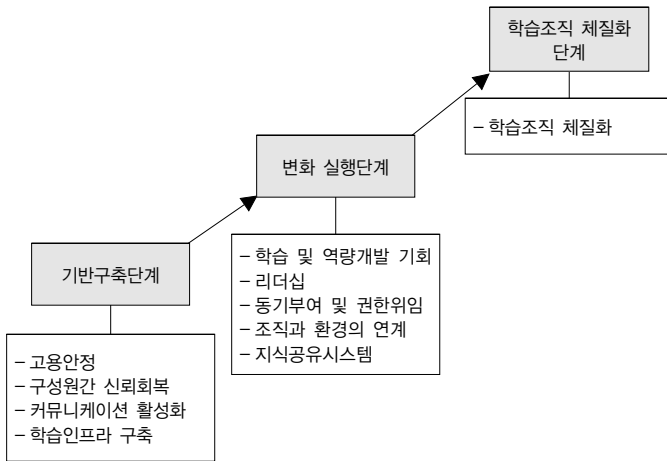 학습조직 체질화
단계
– 학습조직 체질화
변화 실행단계
– 학습 및 역량개발 기회
– 리더십
– 동기부여 및 권한위임
– 조직과 환경의 연계
– 지식공유시스템
기반구축단계
– 고용안정
– 구성원간 신뢰회복
– 커뮤니케이션 활성화
– 학습인프라 구축